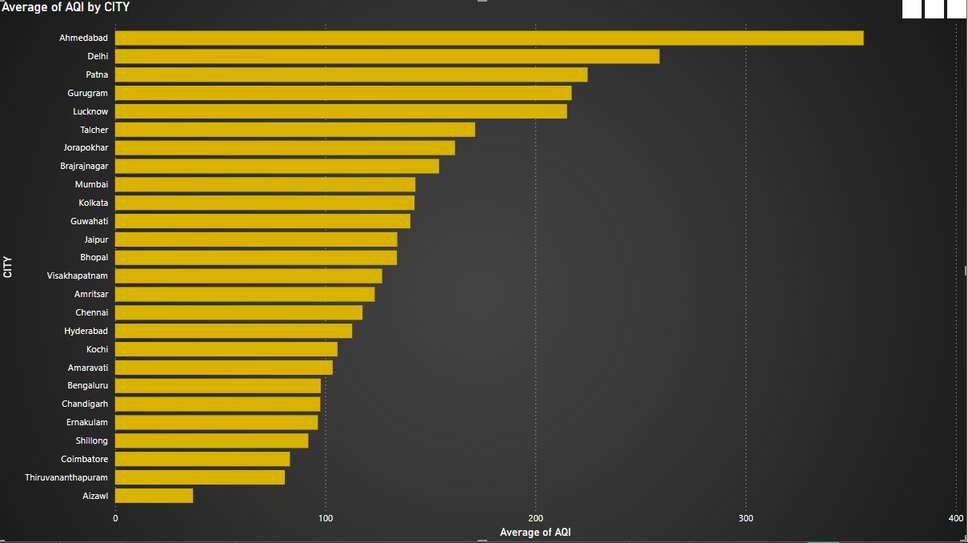 Average of AQI by CITY
Ahmedabad
Delhi
Patna
Gurugram
Lucknow
Talcher
Jorapokhar
Brajrajnagar
Mumbai
Kolkata
Guwahati
Jaipur
Bhopal
Visakhapatnam
Amritsar
Chennai
Hyderabad
Kochi
Amaravati
Bengaluru
Chandigarh
Ernakulam
Shillong
Coimbatore
Thiruvananthapuram
Aizawl
CITY
0 100 200 300 400
Average of AQI